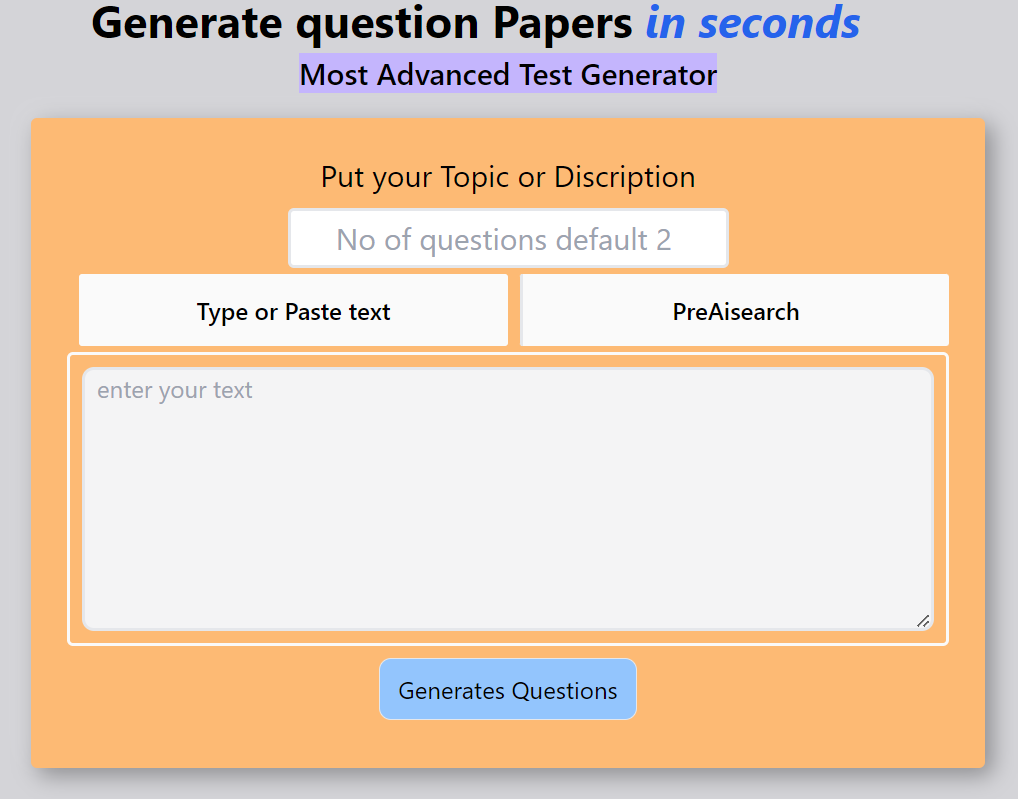 Generate question Papers in seconds
Most Advanced Test Generator
Put your Topic or Discription
No of questions default 2
Type or Paste text
PreAisearch
enter your text
Generates Questions